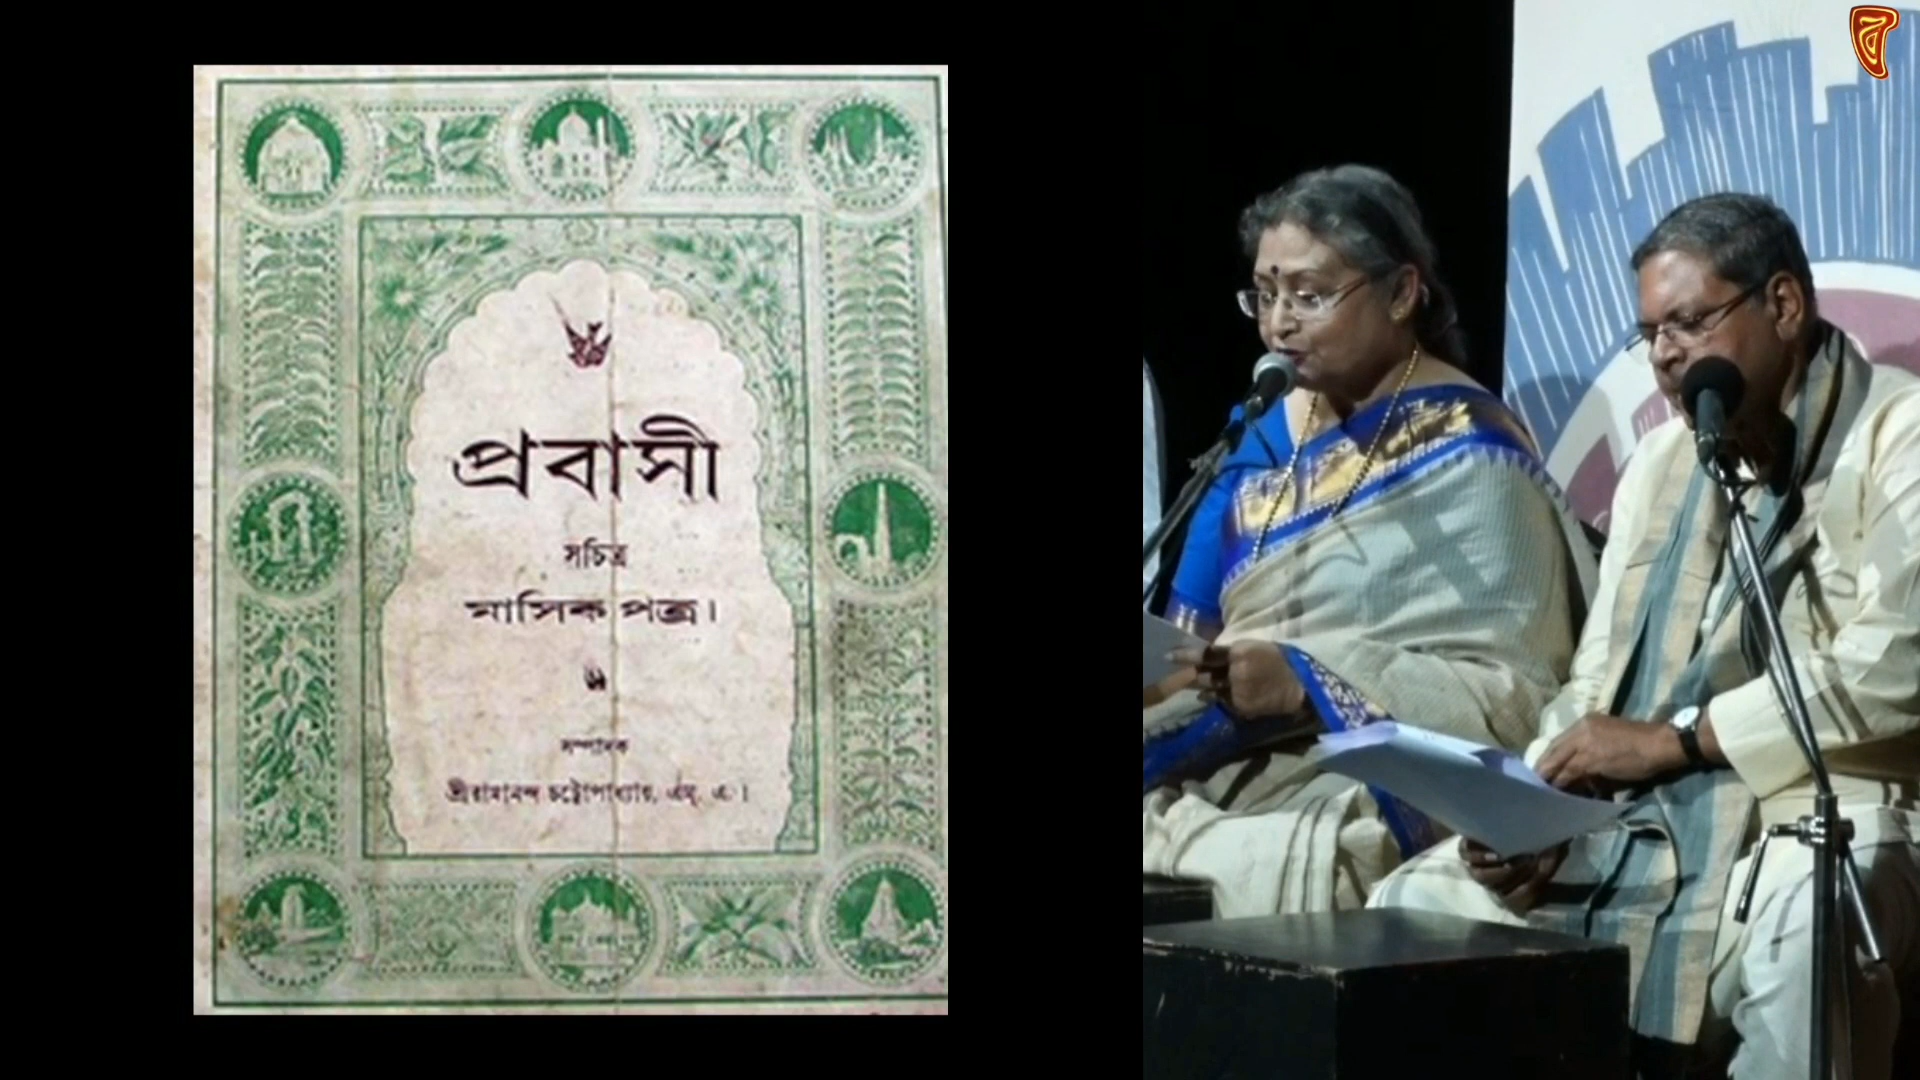 প্রবাসী
সচিত্র
মাসিক পত্র।
সম্পাদক
শ্রীরামানন্দ চট্টোপাধ্যায়, এম্. এ.।